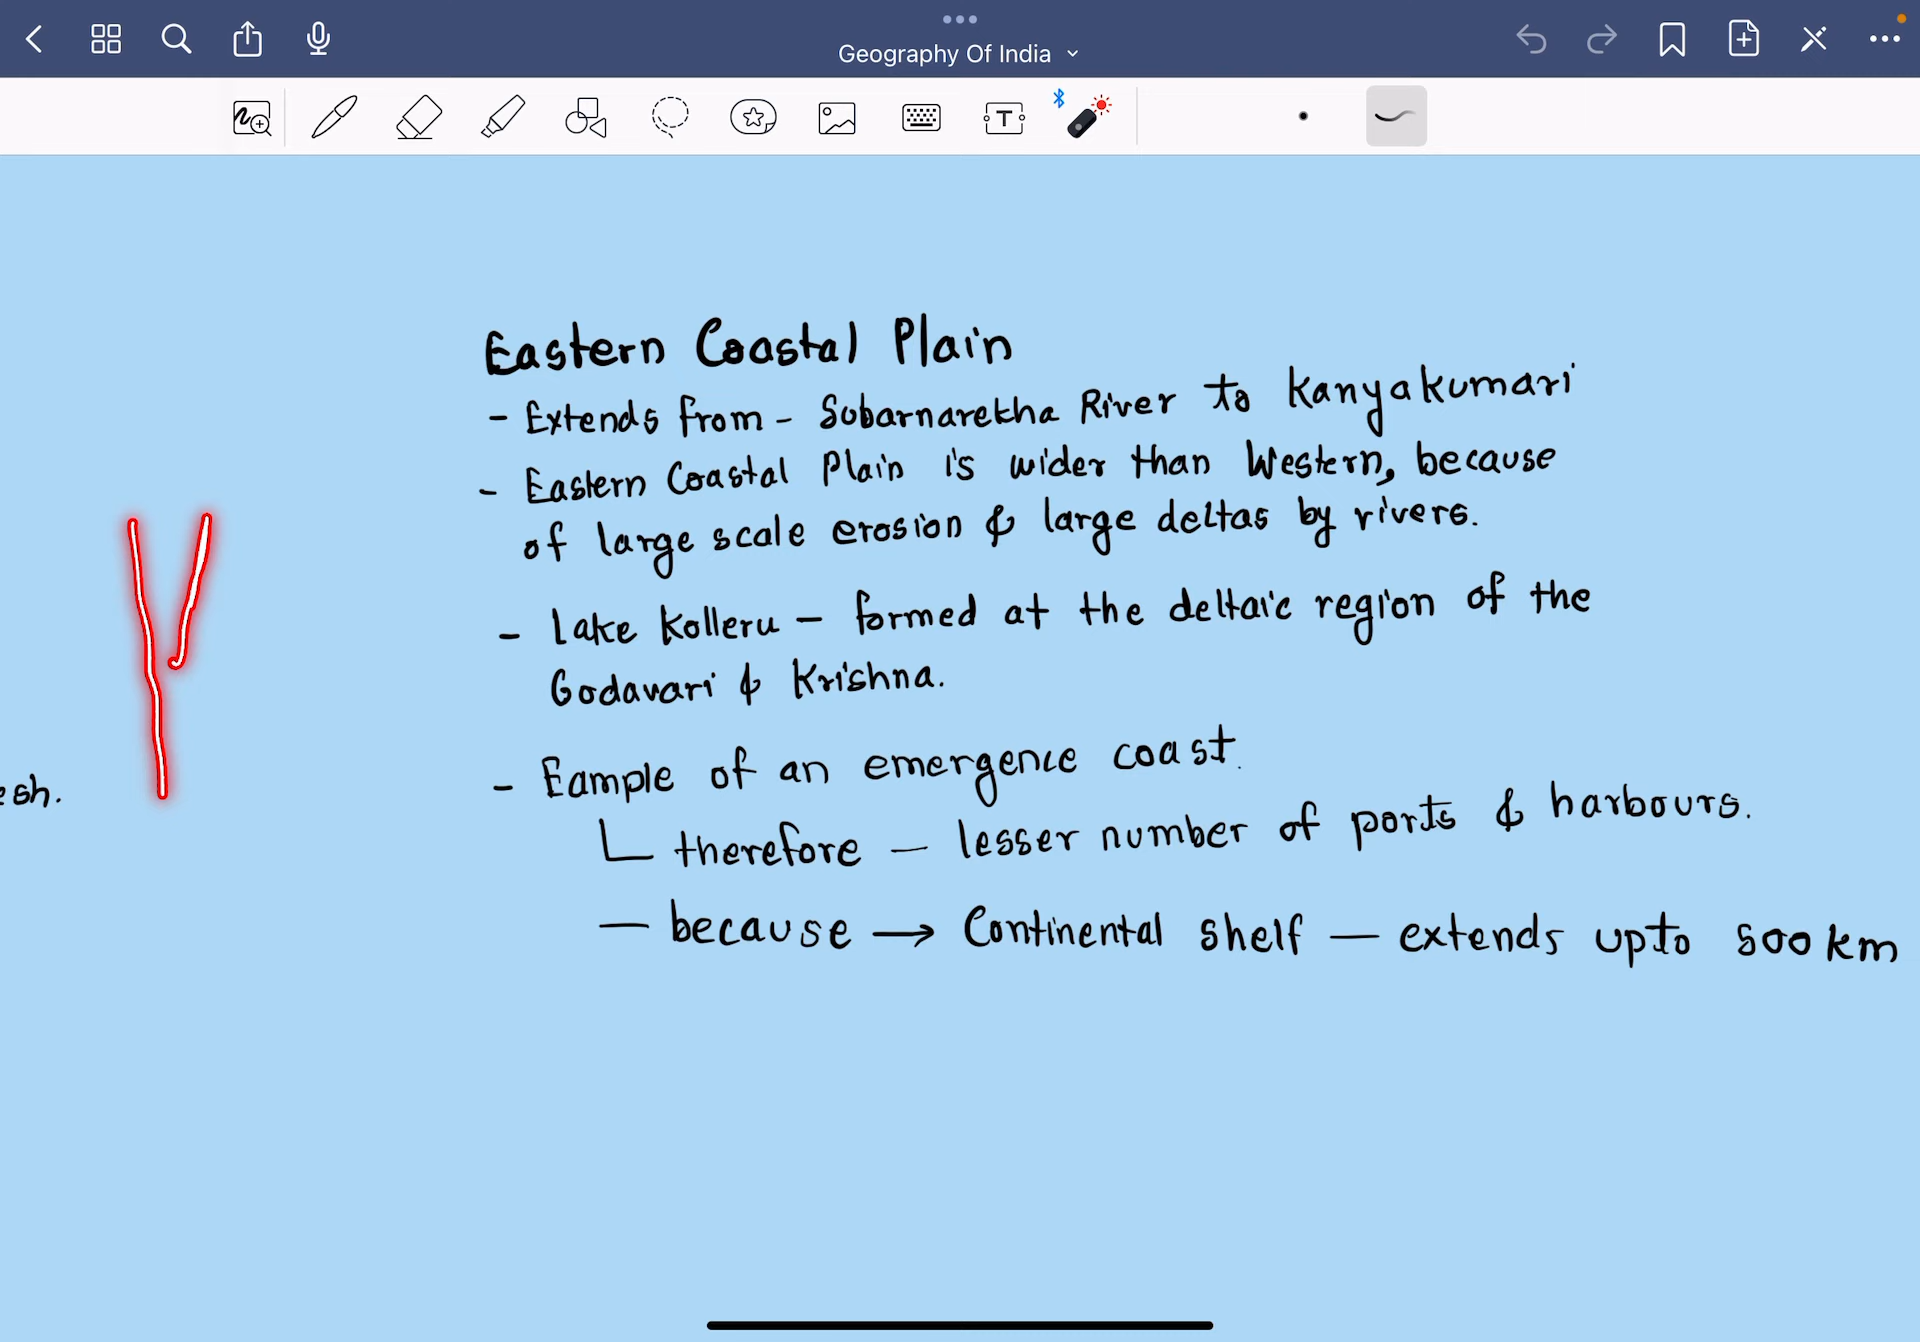 Geography Of India
T
Eastern Coastal Plain
- Extends from - Subarnarekha River to Kanyakumari
- Eastern Coastal Plain is wider than Western, because
of large scale erosion & large deltas by rivers.
- Lake Kolleru - formed at the deltaic region of the
Godavari & Krishna.
esh.
- Eample of an emergence coast.
therefore - lesser number of ports & harbours.
- because → Continental shelf - extends upto 500 km